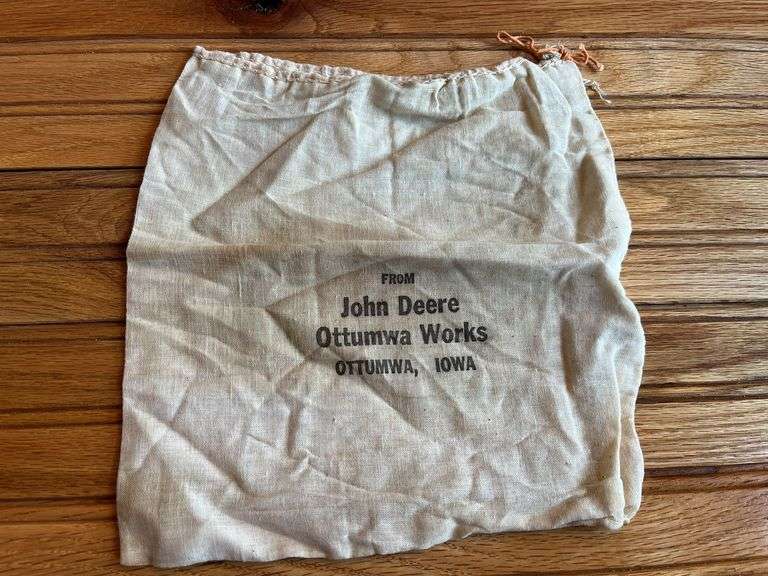 FROM
John Deere
Ottumwa Works
OTTUMWA, IOWA